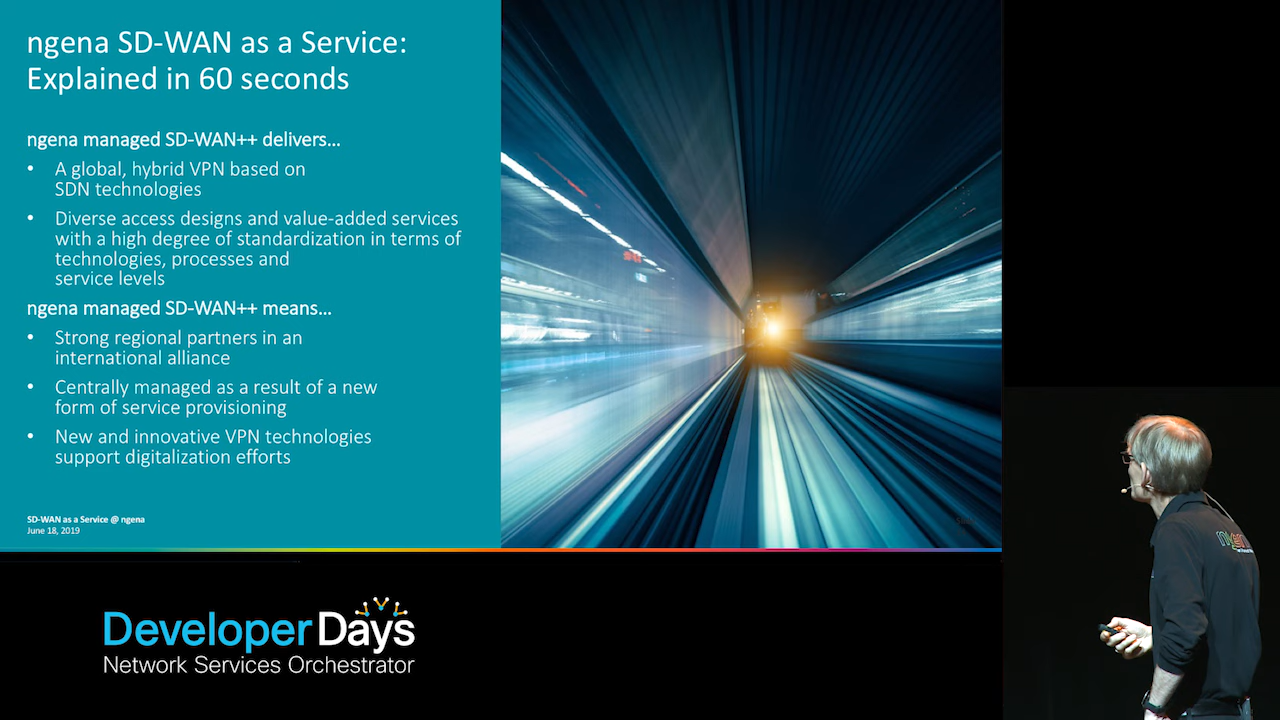 ngena SD-WAN as a Service:
Explained in 60 seconds
ngena managed SD-WAN++ delivers...
• A global, hybrid VPN based on
SDN technologies
• Diverse access designs and value-added services
with a high degree of standardization in terms of
technologies, processes and
service levels
ngena managed SD-WAN++ means...
• Strong regional partners in an
international alliance
• Centrally managed as a result of a new
form of service provisioning
• New and innovative VPN technologies
support digitalization efforts
SD-WAN as a Service @ ngena
June 18, 2019
DeveloperDays
Network Services Orchestrator